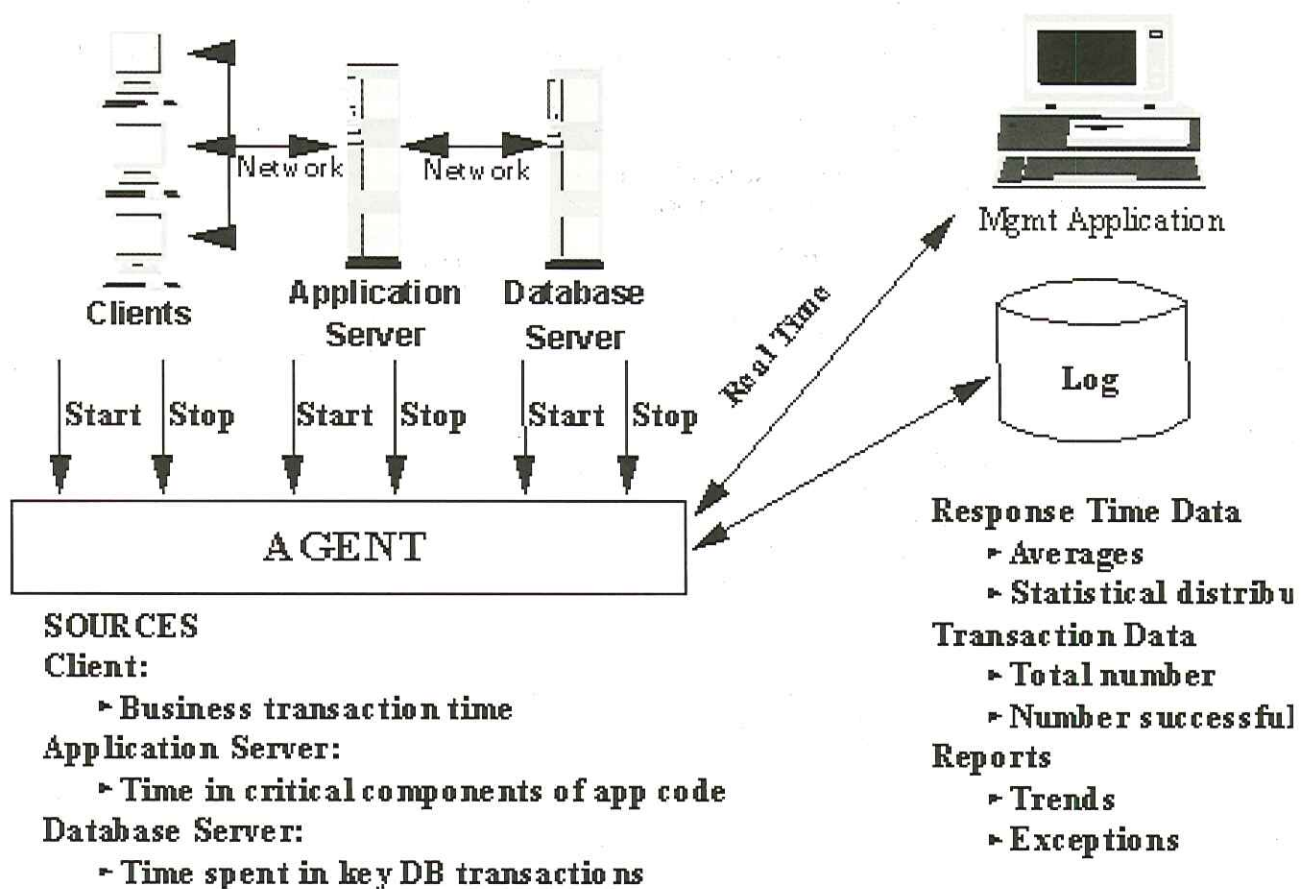 Network
Network
Mgmt Application
Clients
Application
Server
Database
Server
Real Time
Log
Start Stop Start Stop Start Stop
AGENT
SOURCES
Client:
▸ Business transaction time
Application Server:
▸ Time in critical components of app code
Database Server:
▸ Time spent in key DB transactions
Response Time Data
▸ Averages
▸ Statistical distribu
Transaction Data
▸ Total number
▸ Number successful
Reports
▸ Trends
▸ Exceptions